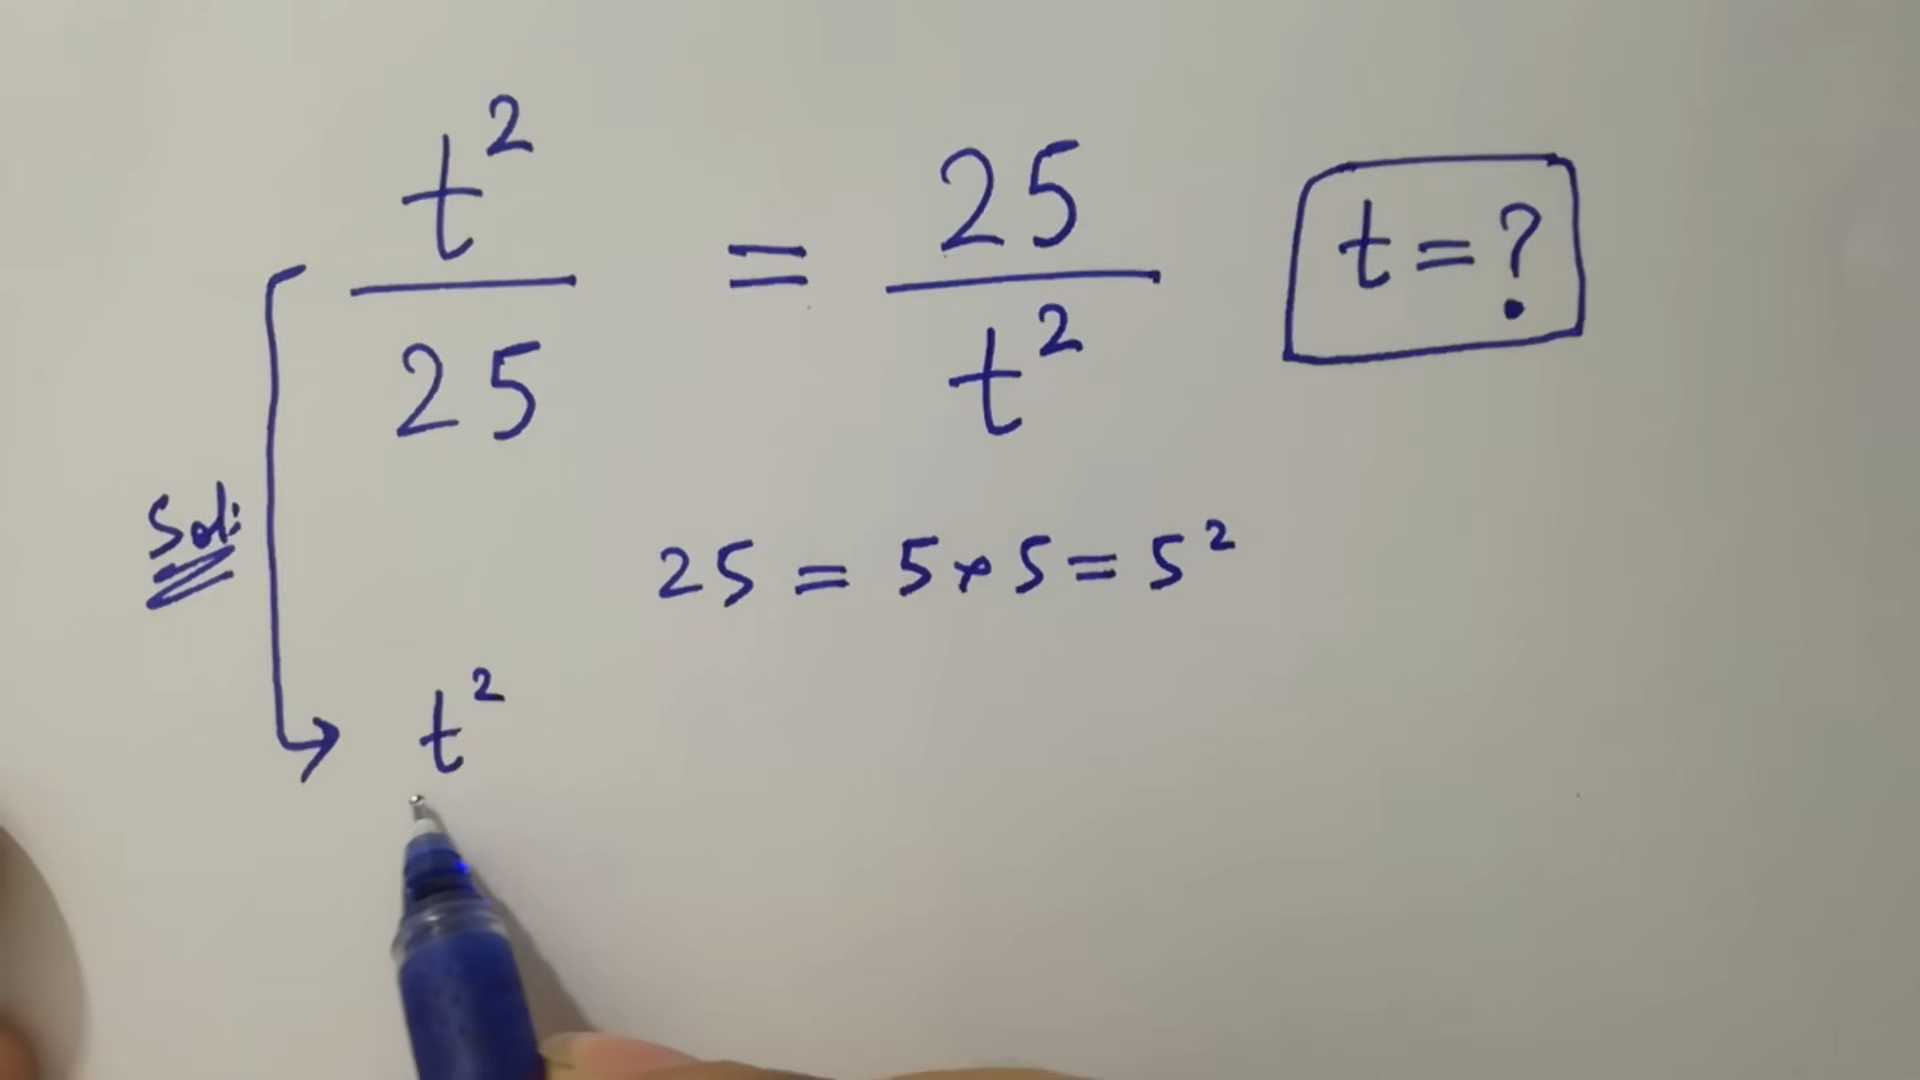 t² / 25 = 25 / t²
t = ?
Sol:
25 = 5 × 5 = 5²
t²